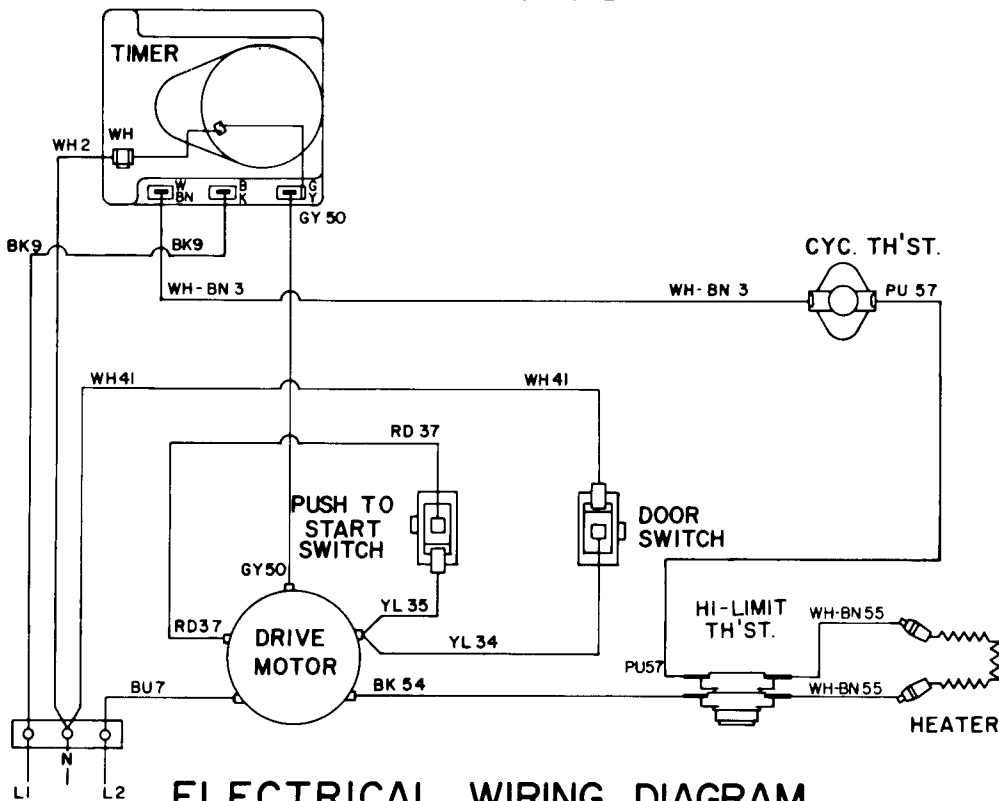 TIMER
WH 2
WH
W
BN
B
K
G
Y
GY 50
BK9
BK9
CYC. TH'ST.
WH-BN 3
WH-BN 3
PU 57
WH41
WH41
RD 37
PUSH TO
START
SWITCH
DOOR
SWITCH
GY50
YL 35
HI-LIMIT
TH'ST.
WH-BN55
RD37
DRIVE
MOTOR
YL 34
PU57
BU7
BK 54
WH-BN55
HEATER
N
L1
L2
ELECTRICAL WIRING DIAGRAM